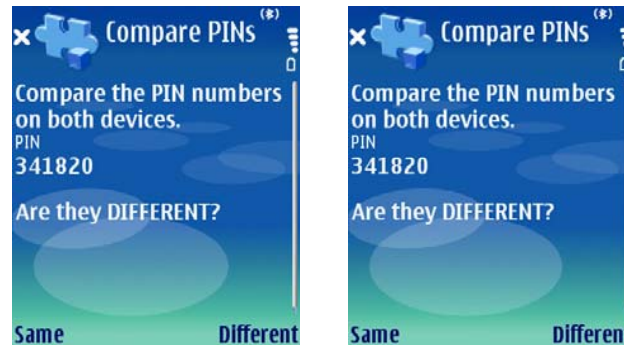 Compare PINs
Compare the PIN numbers
on both devices.
PIN
341820
Are they DIFFERENT?
Same Different
Compare PINs
Compare the PIN numbers
on both devices.
PIN
341820
Are they DIFFERENT?
Same Differen